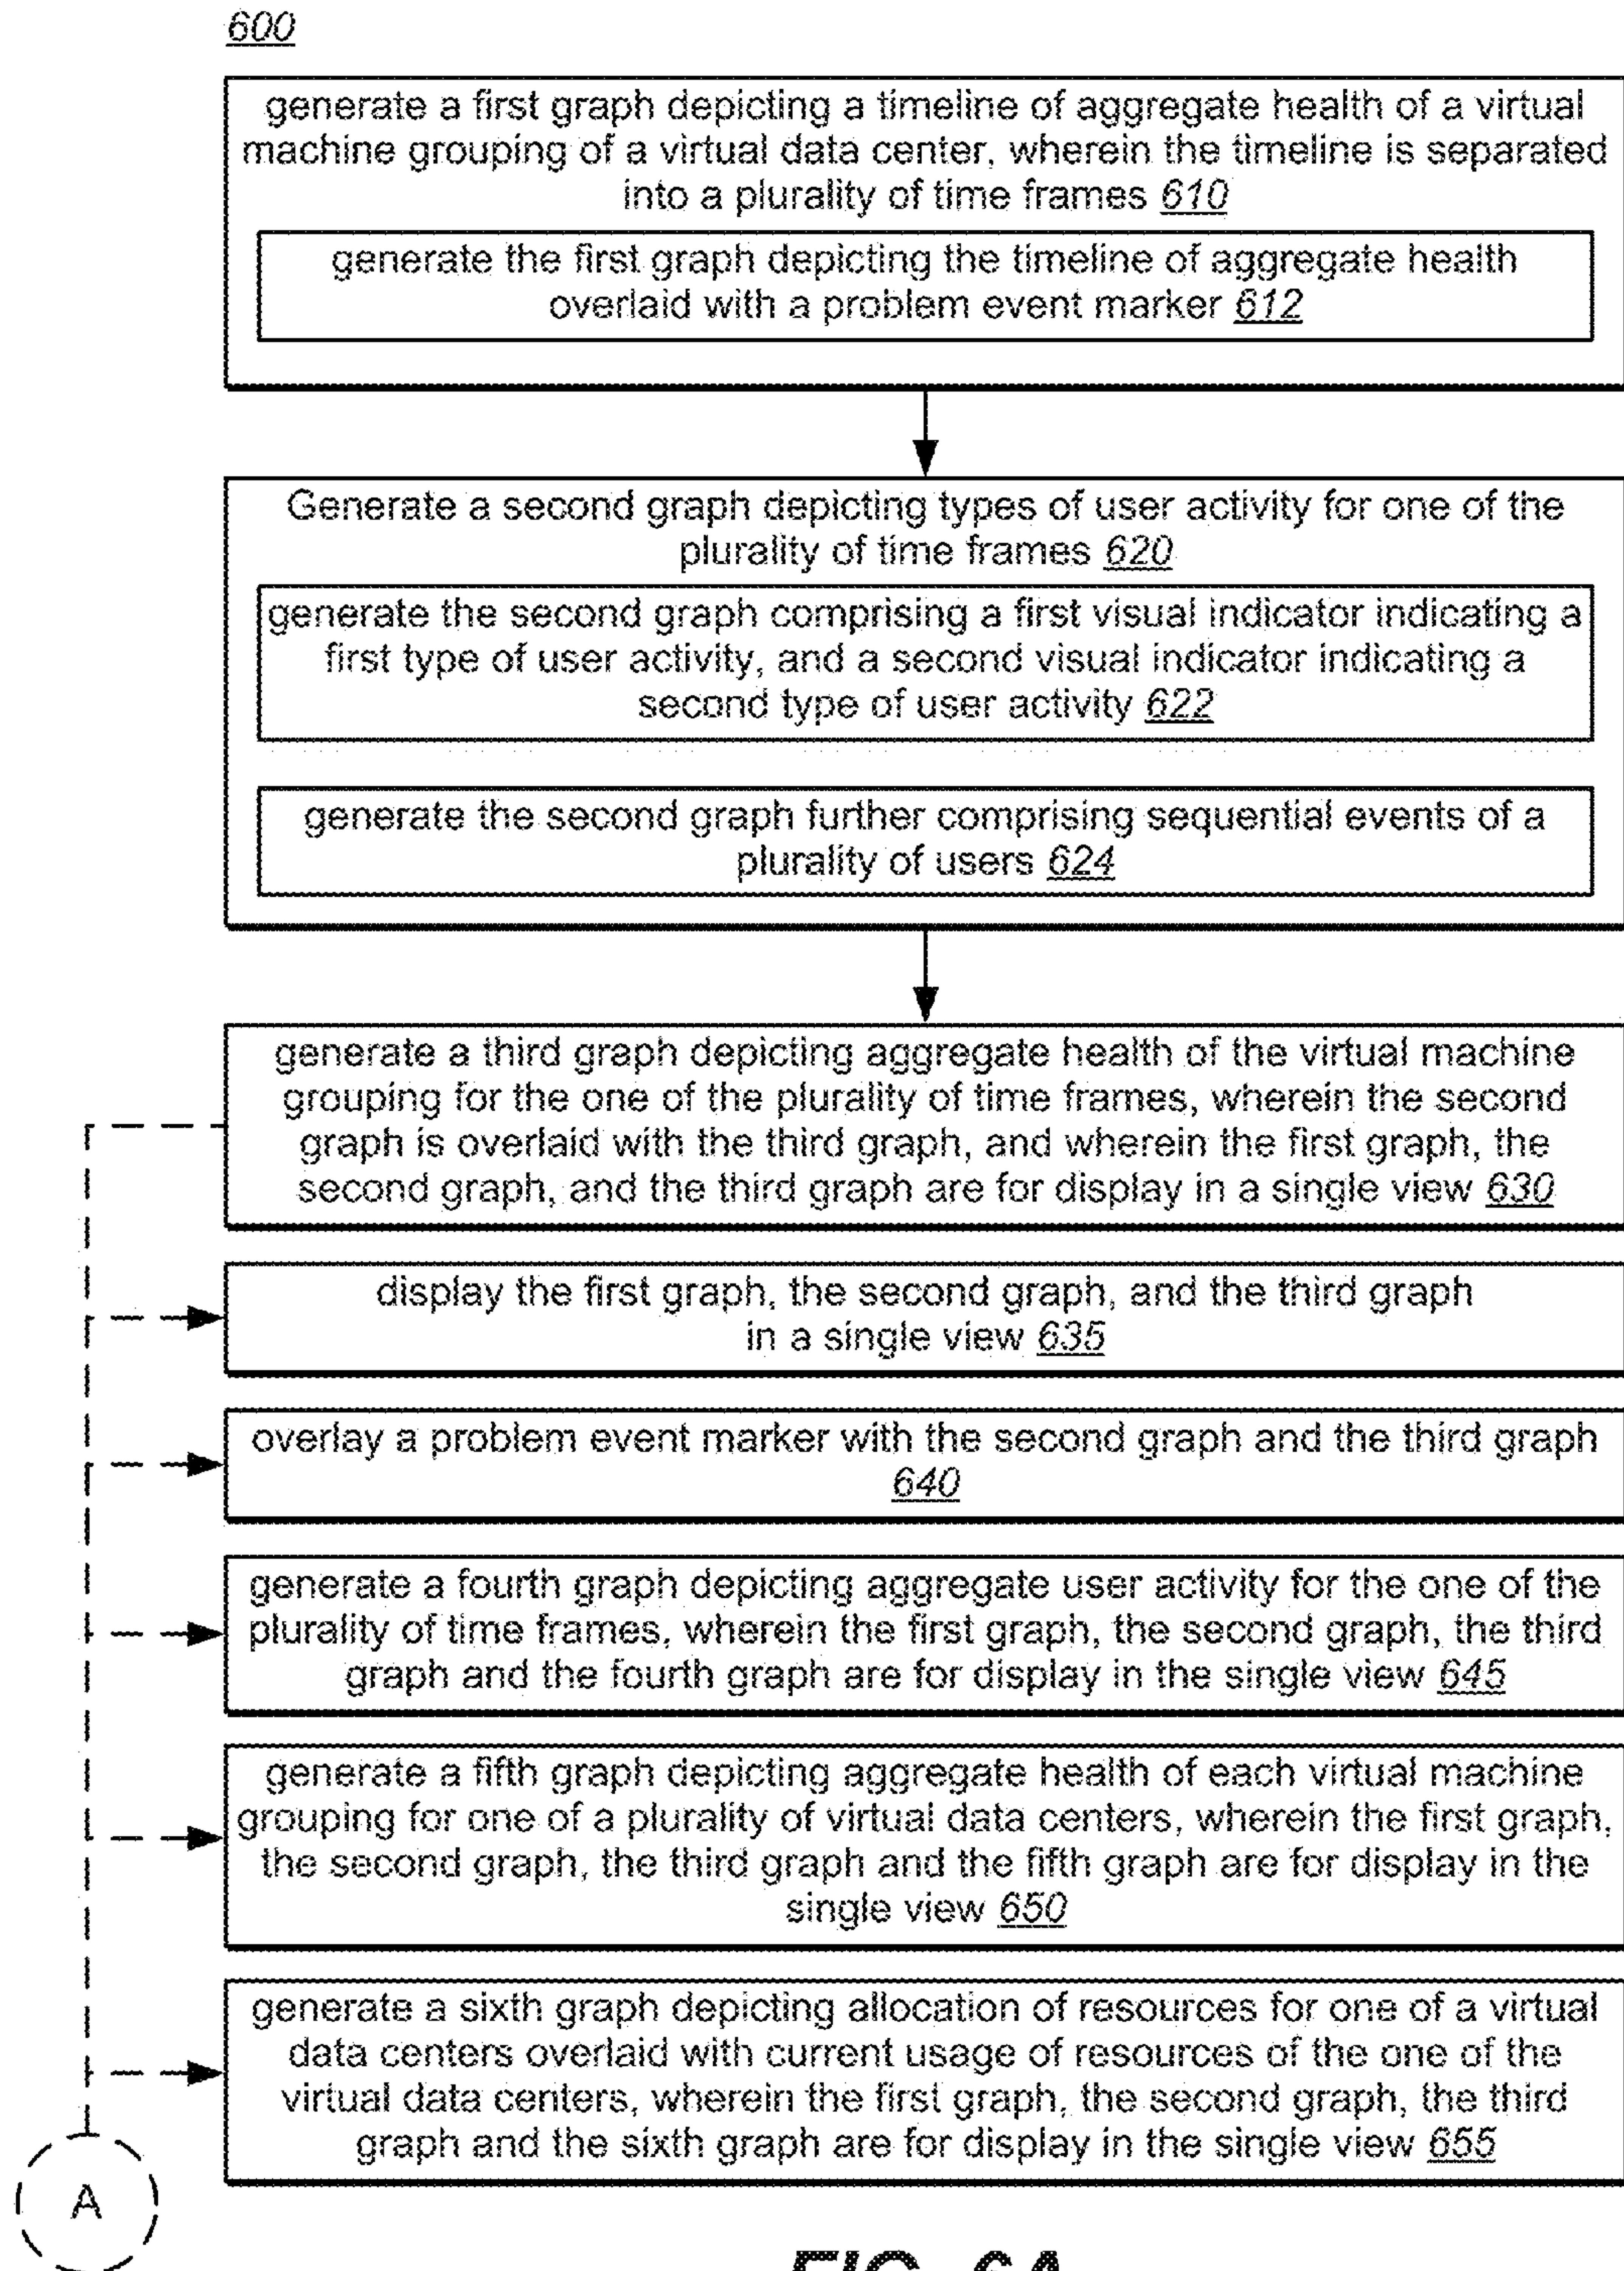 600
generate a first graph depicting a timeline of aggregate health of a virtual
machine grouping of a virtual data center, wherein the timeline is separated
into a plurality of time frames 610
generate the first graph depicting the timeline of aggregate health
overlaid with a problem event marker 612
Generate a second graph depicting types of user activity for one of the
plurality of time frames 620
generate the second graph comprising a first visual indicator indicating a
first type of user activity, and a second visual indicator indicating a
second type of user activity 622
generate the second graph further comprising sequential events of a
plurality of users 624
generate a third graph depicting aggregate health of the virtual machine
grouping for the one of the plurality of time frames, wherein the second
graph is overlaid with the third graph, and wherein the first graph, the
second graph, and the third graph are for display in a single view 630
display the first graph, the second graph, and the third graph
in a single view 635
overlay a problem event marker with the second graph and the third graph
640
generate a fourth graph depicting aggregate user activity for the one of the
plurality of time frames, wherein the first graph, the second graph, the third
graph and the fourth graph are for display in the single view 645
generate a fifth graph depicting aggregate health of each virtual machine
grouping for one of a plurality of virtual data centers, wherein the first graph,
the second graph, the third graph and the fifth graph are for display in the
single view 650
generate a sixth graph depicting allocation of resources for one of a virtual
data centers overlaid with current usage of resources of the one of the
virtual data centers, wherein the first graph, the second graph, the third
graph and the sixth graph are for display in the single view 655
A
FIG. 6A